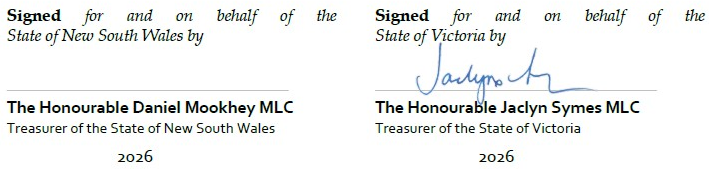 Signed for and on behalf of the
State of New South Wales by
The Honourable Daniel Mookhey MLC
Treasurer of the State of New South Wales
2026
Signed for and on behalf of the
State of Victoria by
The Honourable Jaclyn Symes MLC
Treasurer of the State of Victoria
2026